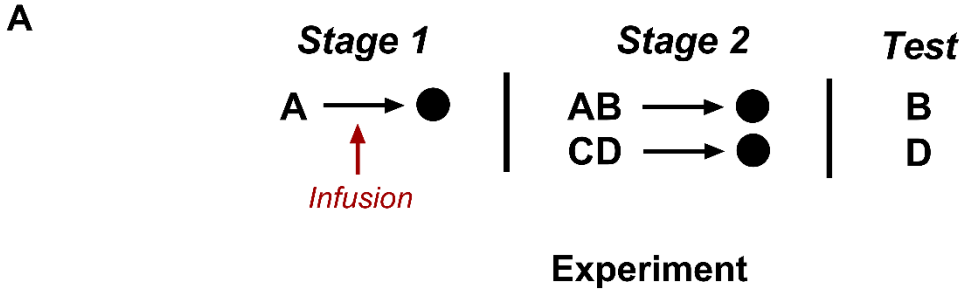 A
Stage 1 Stage 2 Test
A AB B
CD D
Infusion
Experiment